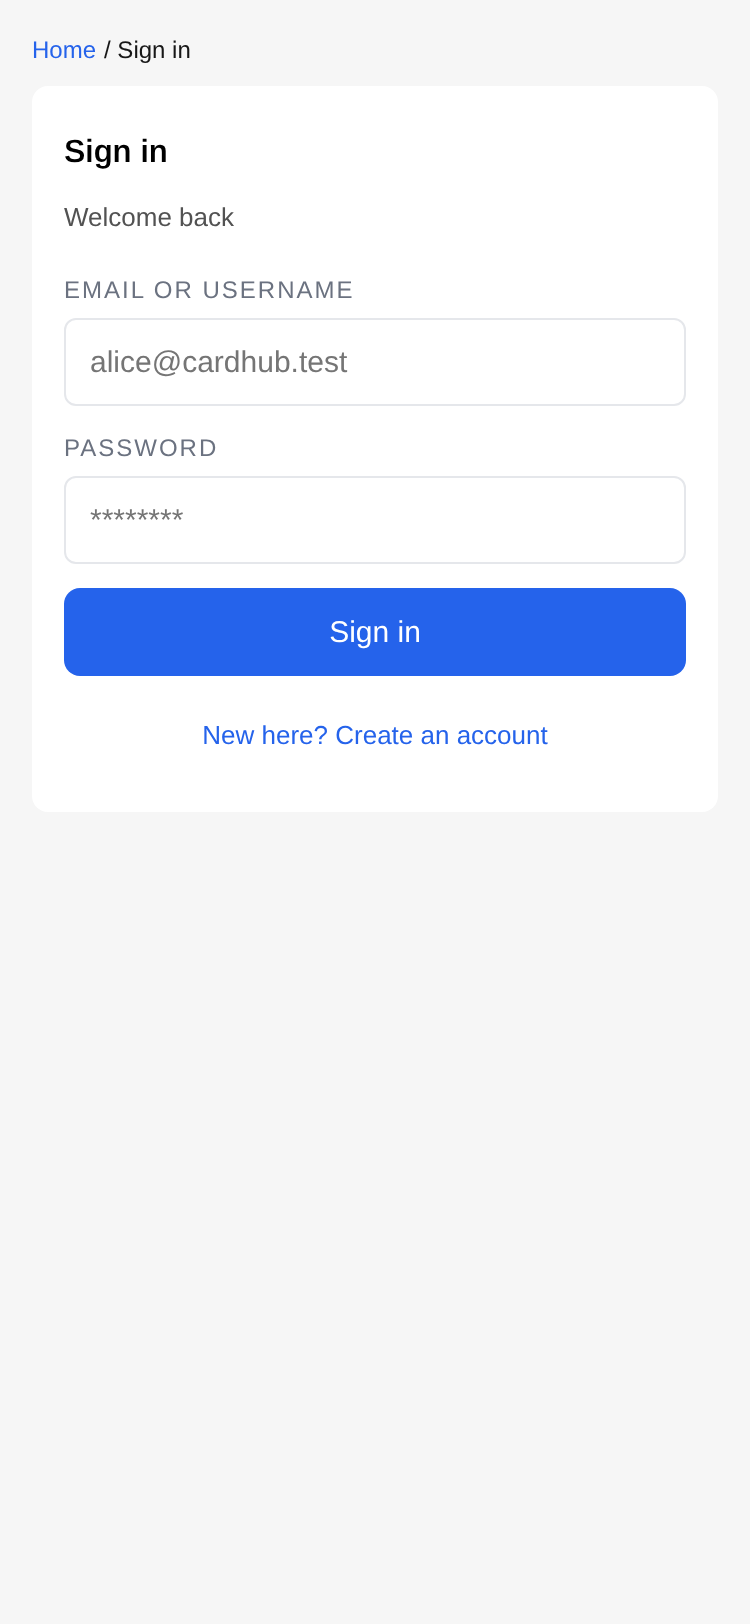 Home / Sign in
Sign in
Welcome back
EMAIL OR USERNAME
alice@cardhub.test
PASSWORD
********
Sign in
New here? Create an account